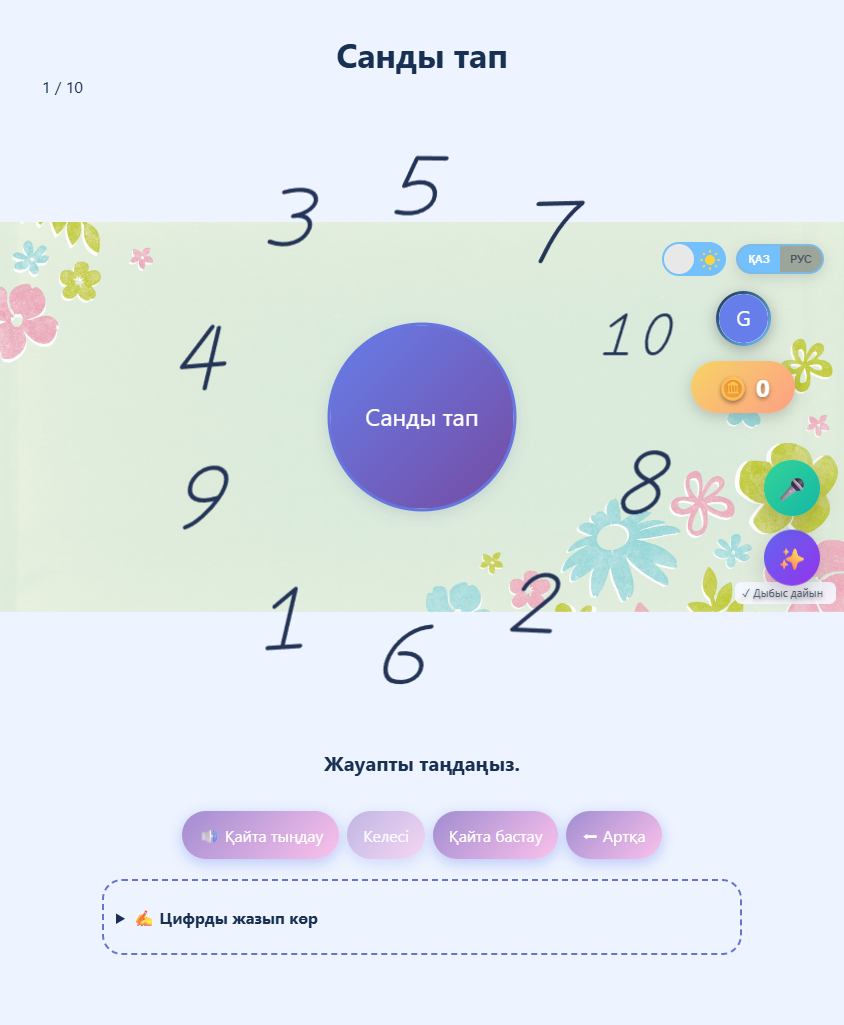 Санды тап
1 / 10
5
3
7
ҚАЗ РУС
G
4
10
0
Санды тап
9
8
1
2
✓ Дыбыс дайын
6
Жауапты таңдаңыз.
Қайта тыңдау Келесі Қайта бастау ⬅ Артқа
▶ ✍ Цифрды жазып көр